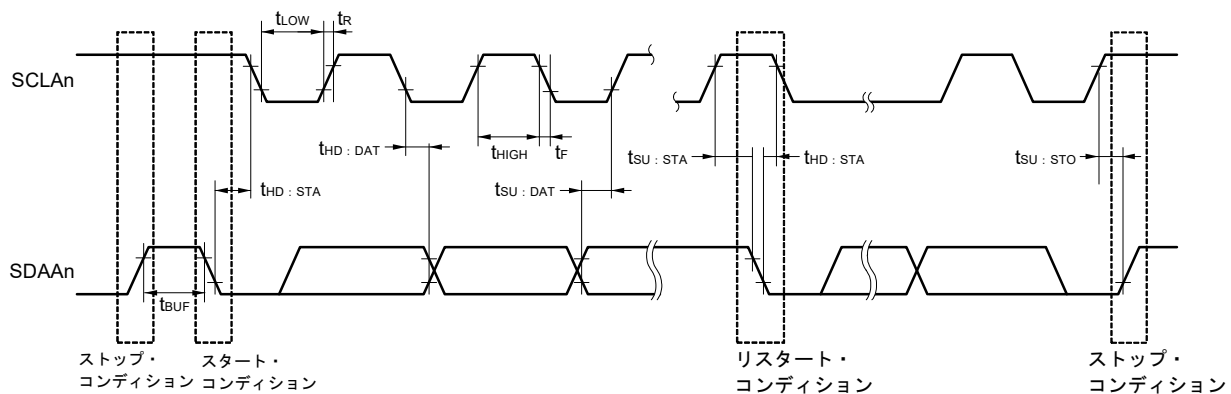 tLOW
tR
SCLAn
tHD : DAT
tHIGH
tF
tSU : STA
tHD : STA
tSU : STO
tHD : STA
tSU : DAT
SDAAn
tBUF
ストップ・
コンディション
スタート・
コンディション
リスタート・
コンディション
ストップ・
コンディション